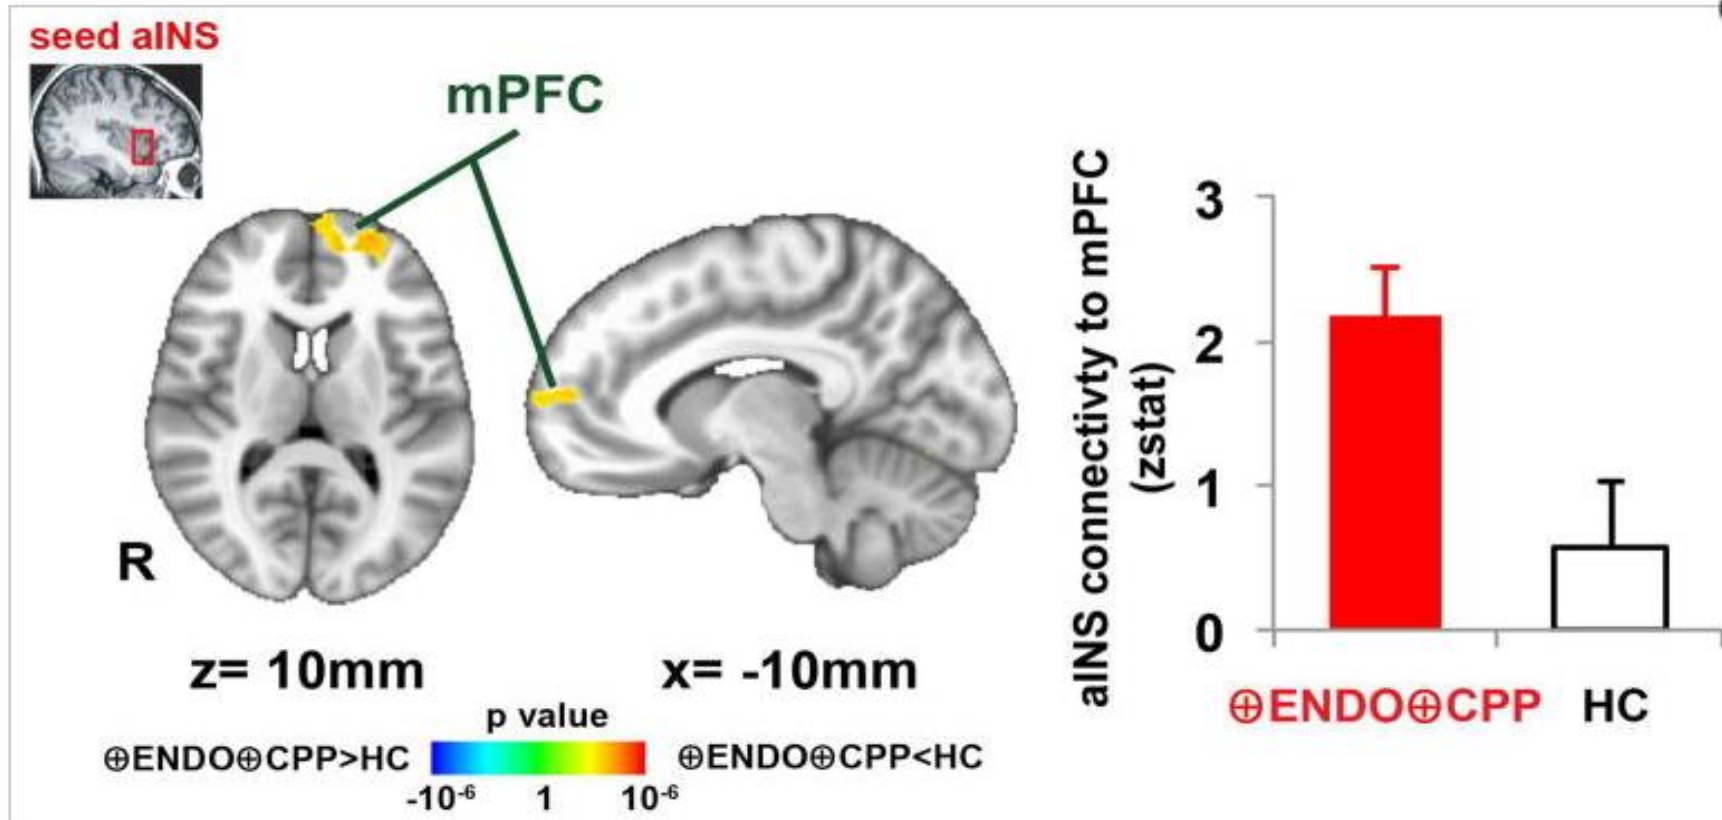 seed aINS
mPFC
R
z= 10mm
x= -10mm
p value
⊕ENDO⊕CPP>HC
⊕ENDO⊕CPP<HC
-10⁻⁶ 1 10⁻⁶
aINS connectivty to mPFC
(zstat)
3
2
1
0
⊕ENDO⊕CPP HC